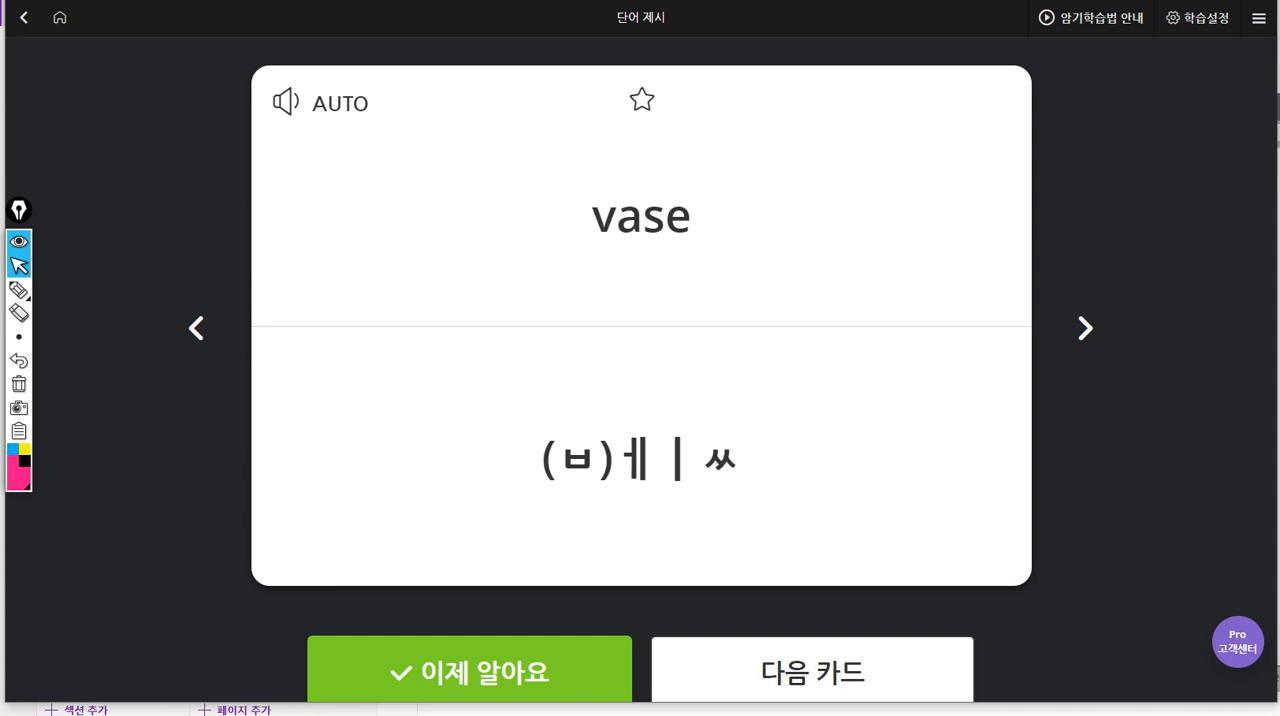 단어 제시
암기학습법 안내
학습설정
AUTO
vase
(ㅂ)ㅔㅣㅆ
이제 알아요
다음 카드
Pro
고객센터
섹션 추가
페이지 추가